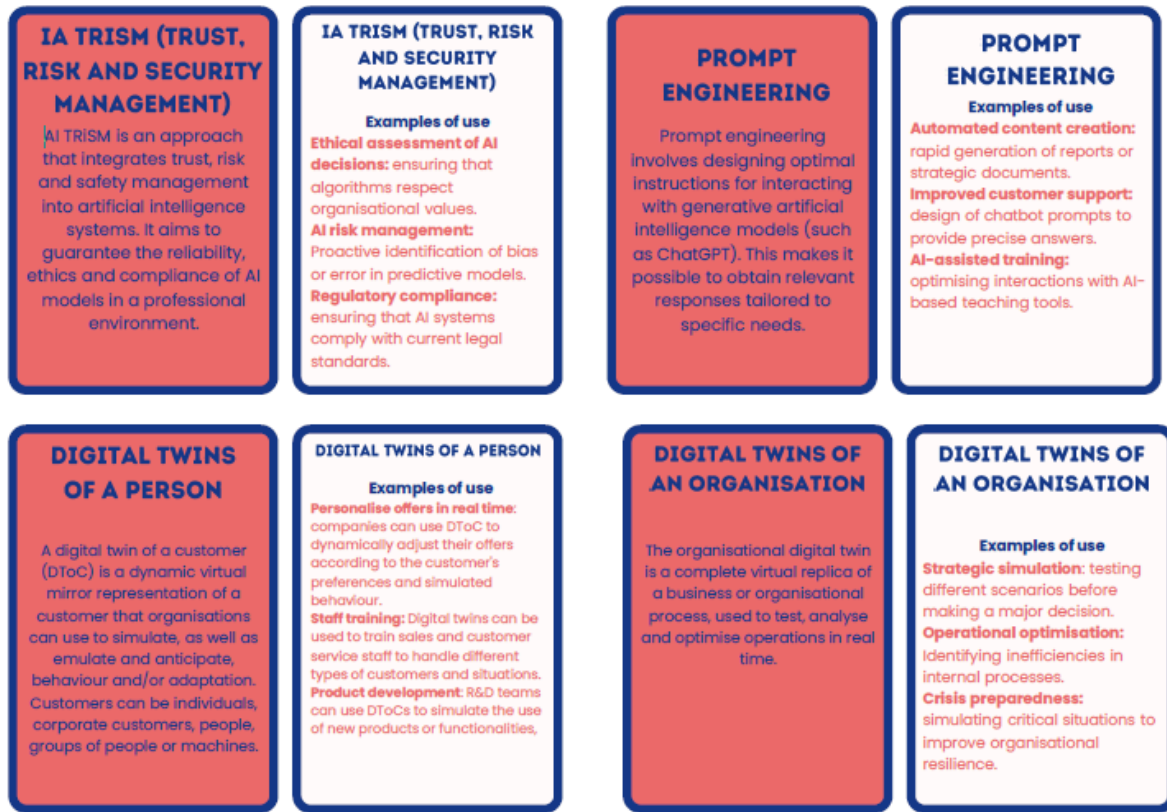 IA TRISM (TRUST,
RISK AND SECURITY
MANAGEMENT)
AI TRiSM is an approach
that integrates trust, risk
and safety management
into artificial intelligence
systems. It aims to
guarantee the reliability,
ethics and compliance of AI
models in a professional
environment.
IA TRISM (TRUST, RISK
AND SECURITY
MANAGEMENT)
Examples of use
Ethical assessment of AI
decisions: ensuring that
algorithms respect
organisational values.
AI risk management:
Proactive identification of bias
or error in predictive models.
Regulatory compliance:
ensuring that AI systems
comply with current legal
standards.
PROMPT
ENGINEERING
Prompt engineering
involves designing optimal
instructions for interacting
with generative artificial
intelligence models (such
as ChatGPT). This makes it
possible to obtain relevant
responses tailored to
specific needs.
PROMPT
ENGINEERING
Examples of use
Automated content creation:
rapid generation of reports or
strategic documents.
Improved customer support:
design of chatbot prompts to
provide precise answers.
AI-assisted training:
optimising interactions with AI-
based teaching tools.
DIGITAL TWINS
OF A PERSON
A digital twin of a customer
(DToC) is a dynamic virtual
mirror representation of a
customer that organisations
can use to simulate, as well as
emulate and anticipate,
behaviour and/or adaptation.
Customers can be individuals,
corporate customers, people,
groups of people or machines.
DIGITAL TWINS OF A PERSON
Examples of use
Personalise offers in real time:
companies can use DToC to
dynamically adjust their offers
according to the customer's
preferences and simulated
behaviour.
Staff training: Digital twins can be
used to train sales and customer
service staff to handle different
types of customers and situations.
Product development: R&D teams
can use DToCs to simulate the use
of new products or functionalities,
DIGITAL TWINS OF
AN ORGANISATION
The organisational digital twin
is a complete virtual replica of
a business or organisational
process, used to test, analyse
and optimise operations in real
time.
DIGITAL TWINS OF
AN ORGANISATION
Examples of use
Strategic simulation: testing
different scenarios before
making a major decision.
Operational optimisation:
Identifying inefficiencies in
internal processes.
Crisis preparedness:
simulating critical situations to
improve organisational
resilience.